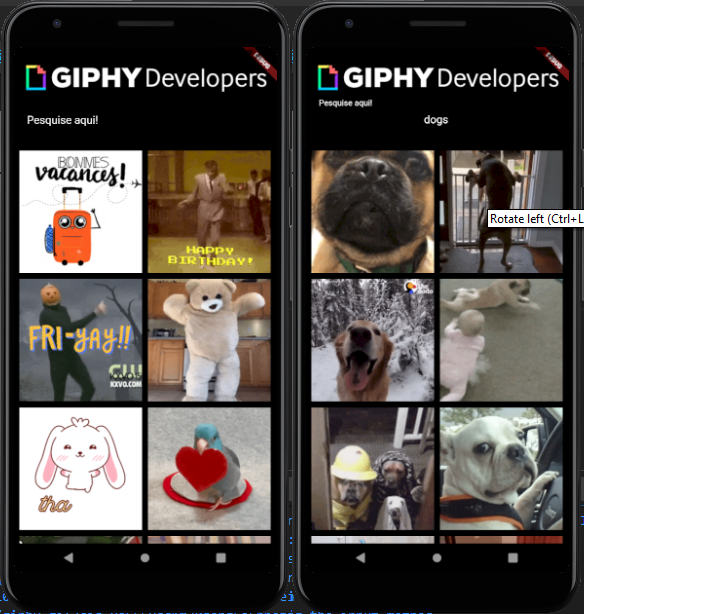 GIPHY Developers
Pesquise aqui!
BONNES
vacances!
HAPPY
BIRTHDAY!
FRI-YAY!!
CW
KXVO.COM
tha
DEBUG
GIPHY Developers
Pesquise aqui!
dogs
Rotate left (Ctrl+L